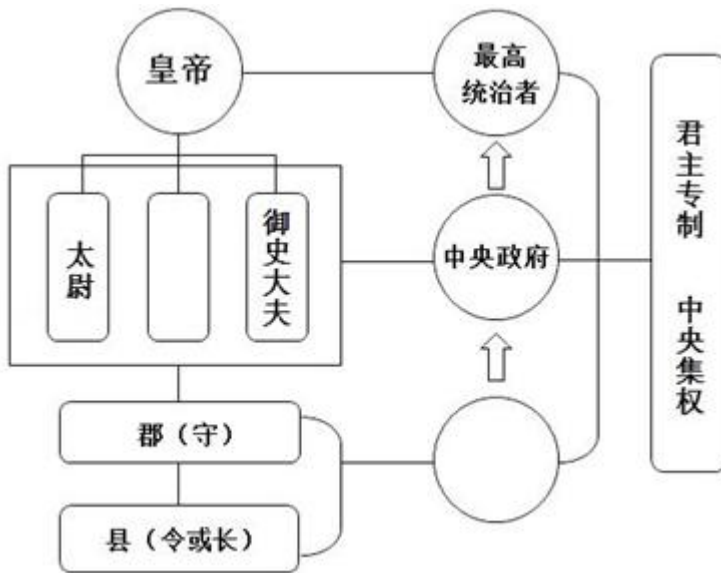 皇帝
最高
统治者
太尉
御史大夫
中央政府
郡（守）
县（令或长）
君主专制 中央集权